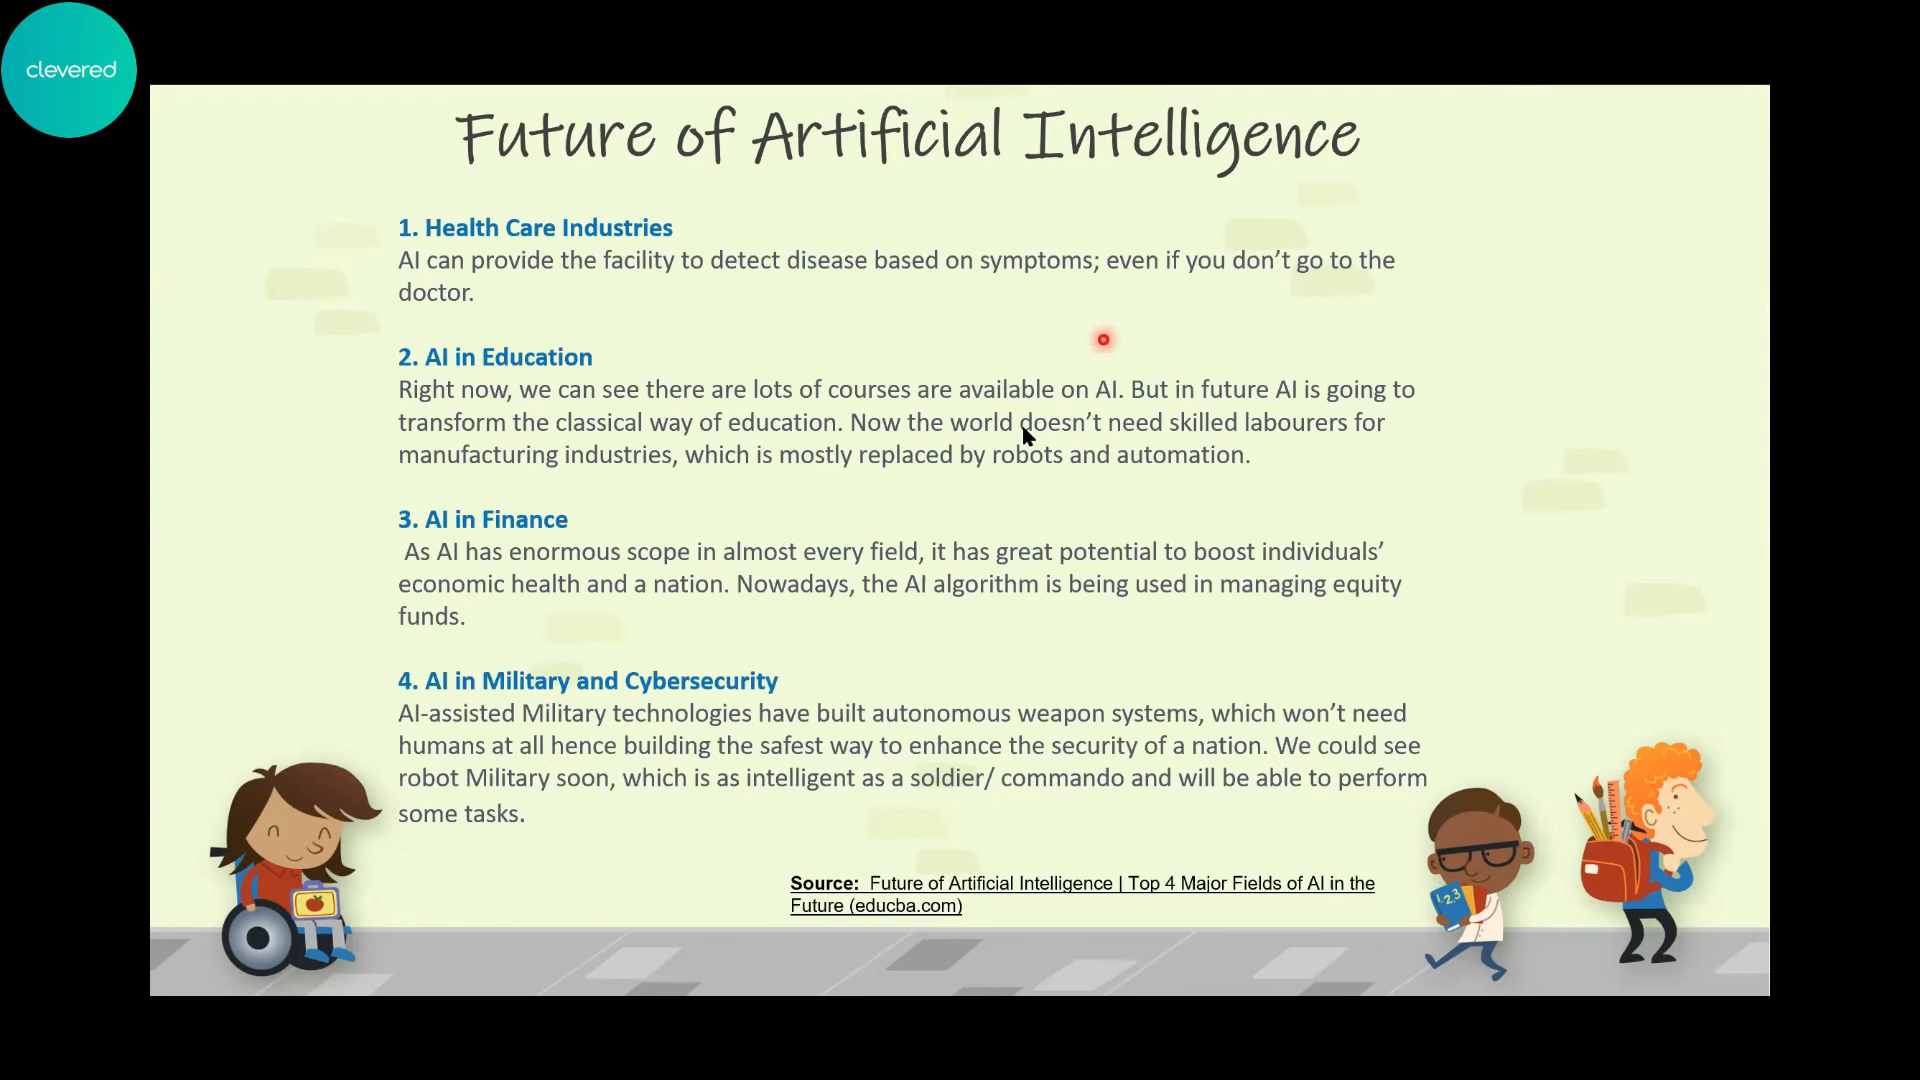 clevered
Future of Artificial Intelligence
1. Health Care Industries
AI can provide the facility to detect disease based on symptoms; even if you don’t go to the
doctor.
2. AI in Education
Right now, we can see there are lots of courses are available on AI. But in future AI is going to
transform the classical way of education. Now the world doesn’t need skilled labourers for
manufacturing industries, which is mostly replaced by robots and automation.
3. AI in Finance
As AI has enormous scope in almost every field, it has great potential to boost individuals’
economic health and a nation. Nowadays, the AI algorithm is being used in managing equity
funds.
4. AI in Military and Cybersecurity
AI-assisted Military technologies have built autonomous weapon systems, which won’t need
humans at all hence building the safest way to enhance the security of a nation. We could see
robot Military soon, which is as intelligent as a soldier/ commando and will be able to perform
some tasks.
Source: Future of Artificial Intelligence | Top 4 Major Fields of AI in the
Future (educba.com)
1,2,3